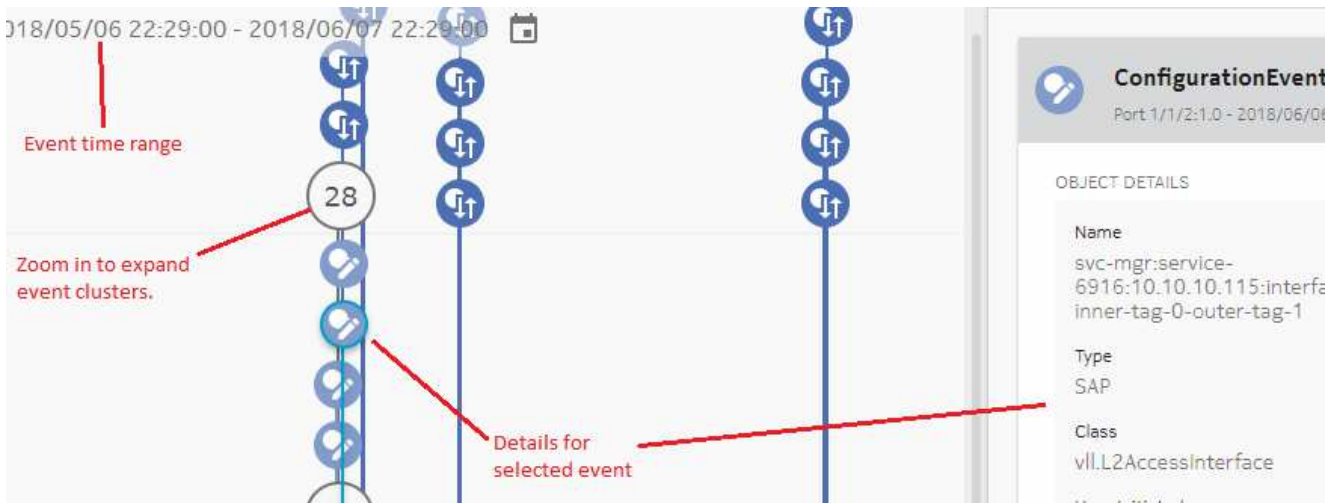 018/05/06 22:29:00 - 2018/06/07 22:29:00
Event time range
28
Zoom in to expand
event clusters.
Details for
selected event
ConfigurationEvent
Port 1/1/2:1.0 - 2018/06/06
OBJECT DETAILS
Name
svc-mgr:service-
6916:10.10.10.115:interfa
inner-tag-0-outer-tag-1
Type
SAP
Class
vll.L2AccessInterface